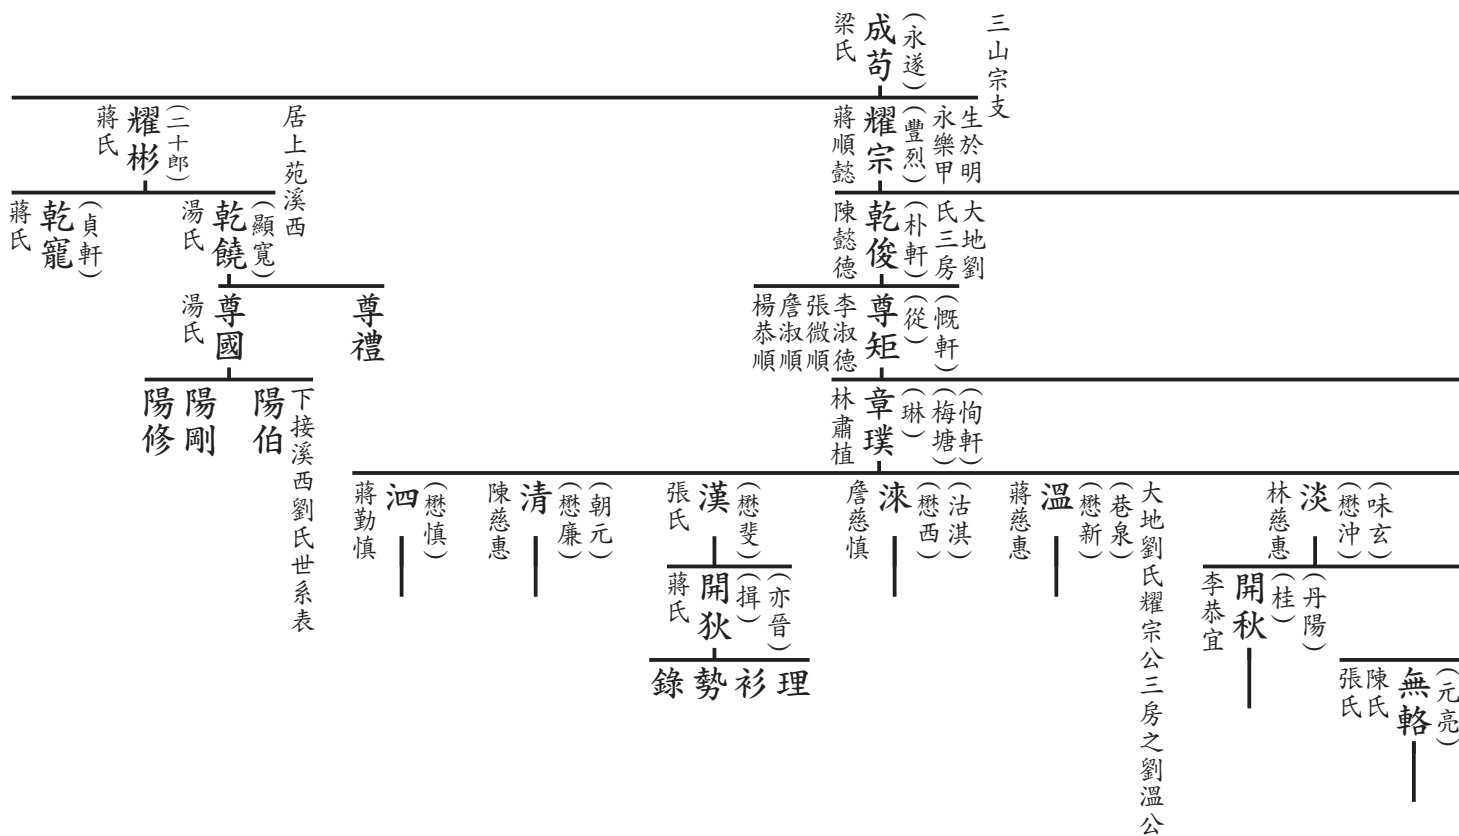 三山宗支
（永遂）
成苟
梁氏
生於明
永樂甲
（豐烈）
耀宗
蔣順懿
（二十郎）
耀彬
蔣氏
大地劉
氏三房
（朴軒）
乾俊
陳懿德
居上苑溪西
（顯寬）
乾饒
湯氏
（貞軒）
乾寵
蔣氏
（慨軒）
（從）
尊矩
李淑德
張微順
詹淑順
楊恭順
尊禮
尊國
湯氏
（恂軒）
（梅塘）
（琳）
章璞
林肅植
下接溪西劉氏世系表
陽伯
陽剛
陽修
（味玄）
（懋沖）
淡
林慈惠
大地劉氏耀宗公三房之劉溫公
（巷泉）
（懋新）
溫
蔣慈惠
（沽淇）
（懋西）
淶
詹慈慎
（懋斐）
漢
張氏
（朝元）
（懋廉）
清
陳慈惠
（懋慎）
泗
蔣勤慎
（丹陽）
（桂）
開秋
李恭宜
（亦晉）
（揖）
開狄
蔣氏
（元亮）
無輅
陳氏
張氏
理
衫
勢
錄